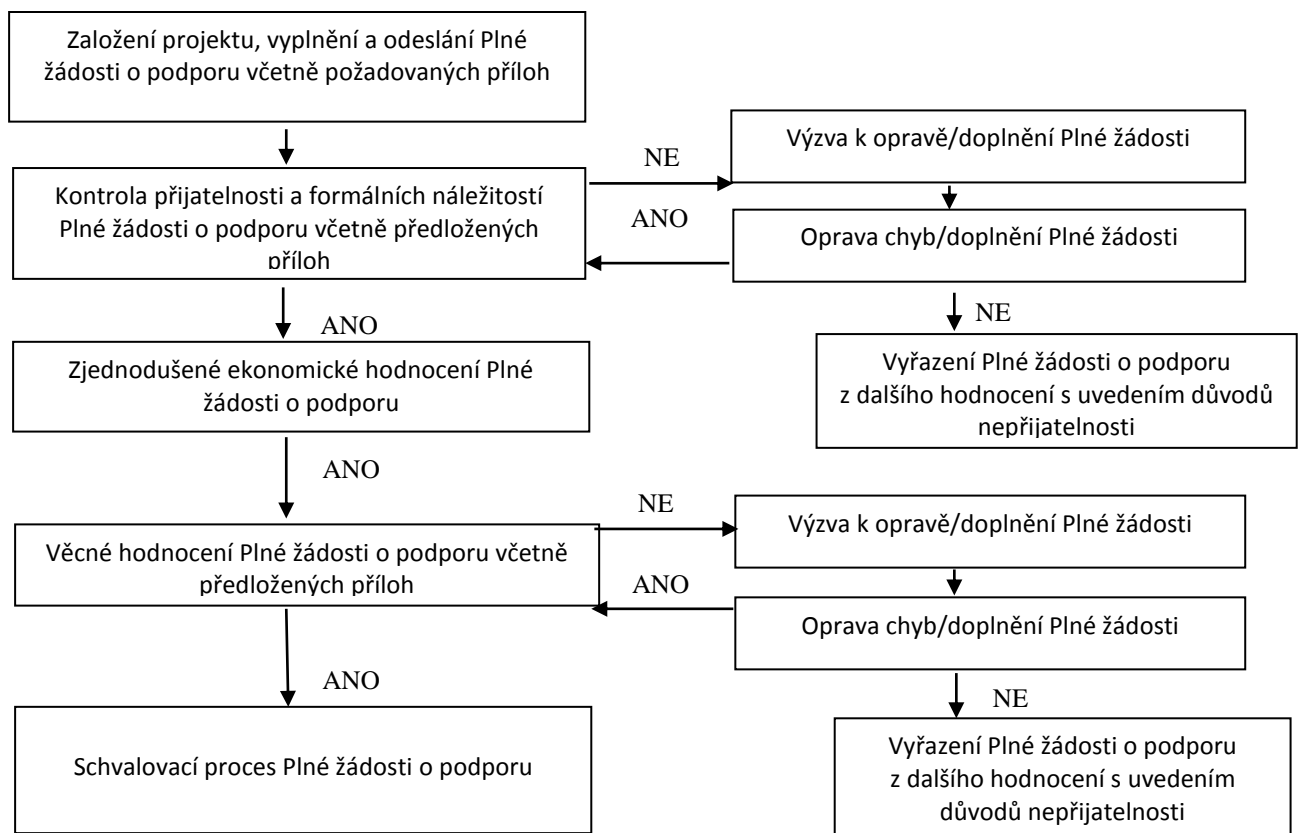 Založení projektu, vyplnění a odeslání Plné
žádosti o podporu včetně požadovaných příloh
NE
Výzva k opravě/doplnění Plné žádosti
Kontrola přijatelnosti a formálních náležitostí
Plné žádosti o podporu včetně předložených
příloh
ANO
Oprava chyb/doplnění Plné žádosti
ANO
NE
Zjednodušené ekonomické hodnocení Plné
žádosti o podporu
Vyřazení Plné žádosti o podporu
z dalšího hodnocení s uvedením důvodů
nepřijatelnosti
ANO
NE
Výzva k opravě/doplnění Plné žádosti
Věcné hodnocení Plné žádosti o podporu včetně
předložených příloh
ANO
Oprava chyb/doplnění Plné žádosti
ANO
NE
Schvalovací proces Plné žádosti o podporu
Vyřazení Plné žádosti o podporu
z dalšího hodnocení s uvedením
důvodů nepřijatelnosti